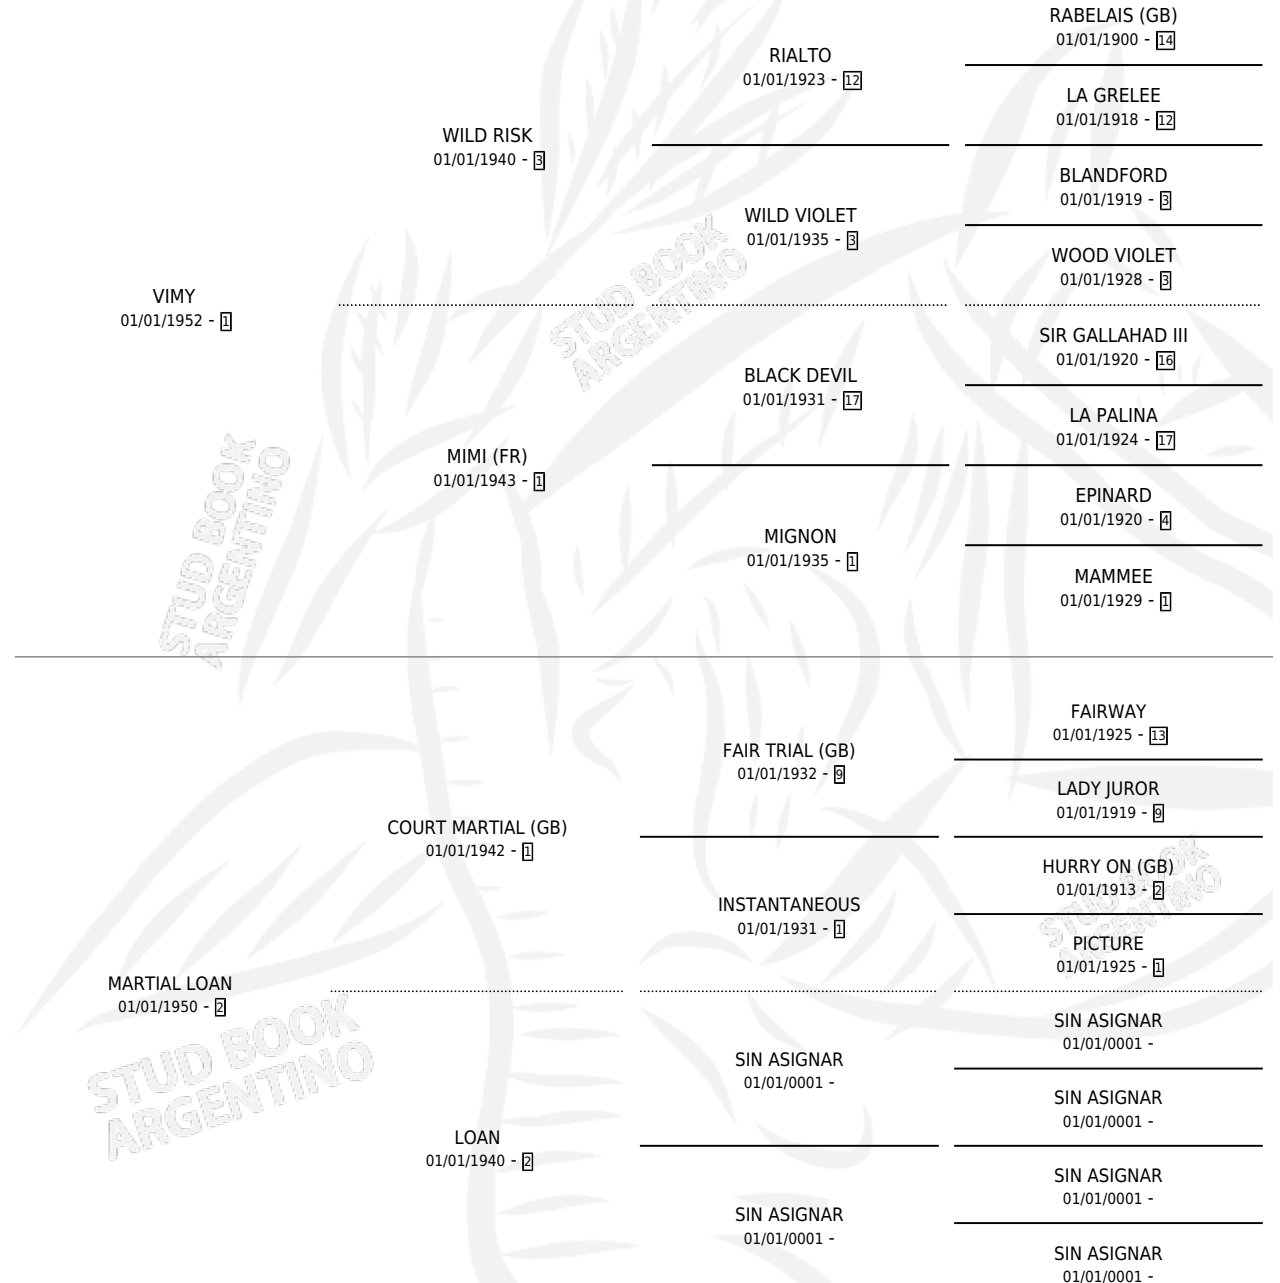 RABELAIS (GB)
01/01/1900 - 14
RIALTO
01/01/1923 - 12
LA GRELEE
01/01/1918 - 12
WILD RISK
01/01/1940 - 3
BLANDFORD
01/01/1919 - 3
WILD VIOLET
01/01/1935 - 3
WOOD VIOLET
01/01/1928 - 3
VIMY
01/01/1952 - 1
SIR GALLAHAD III
01/01/1920 - 16
BLACK DEVIL
01/01/1931 - 17
LA PALINA
01/01/1924 - 17
MIMI (FR)
01/01/1943 - 1
EPINARD
01/01/1920 - 4
MIGNON
01/01/1935 - 1
MAMMEE
01/01/1929 - 1
STUD BOOK
ARGENTINO
STUD BOOK
ARGENTINO
FAIRWAY
01/01/1925 - 13
FAIR TRIAL (GB)
01/01/1932 - 9
LADY JUROR
01/01/1919 - 9
COURT MARTIAL (GB)
01/01/1942 - 1
HURRY ON (GB)
01/01/1913 - 2
INSTANTANEOUS
01/01/1931 - 1
PICTURE
01/01/1925 - 1
MARTIAL LOAN
01/01/1950 - 2
SIN ASIGNAR
01/01/0001 -
SIN ASIGNAR
01/01/0001 -
SIN ASIGNAR
01/01/0001 -
LOAN
01/01/1940 - 2
SIN ASIGNAR
01/01/0001 -
SIN ASIGNAR
01/01/0001 -
SIN ASIGNAR
01/01/0001 -
STUD BOOK
ARGENTINO
STUD BOOK
ARGENTINO